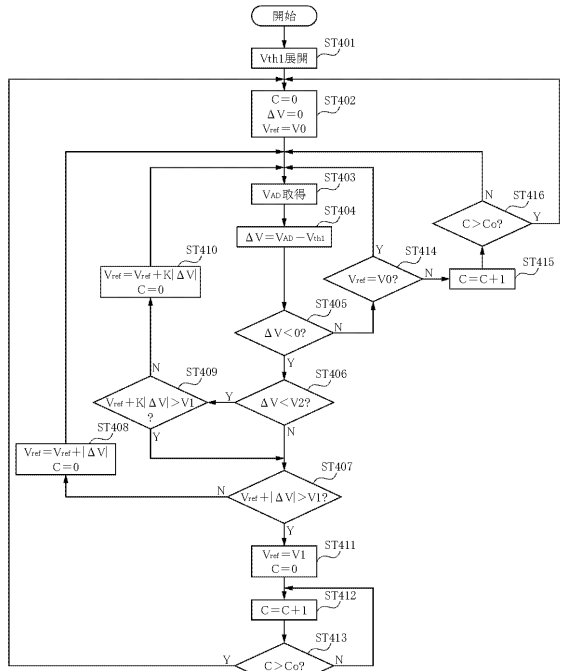 開始
ST401
Vth1展開
ST402
C=0
ΔV=0
Vref=V0
ST403
VAD取得
ST416
C>Co?
N
Y
ST404
ΔV=VAD−Vth1
ST410
Vref=Vref+K|ΔV|
C=0
ST414
Vref=V0?
Y
N
ST415
C=C+1
ST405
ΔV<0?
N
Y
ST409
Vref+K|ΔV|>V1
?
N
Y
ST406
ΔV<V2?
Y
N
ST408
Vref=Vref+|ΔV|
C=0
ST407
Vref+|ΔV|>V1?
N
Y
ST411
Vref=V1
C=0
ST412
C=C+1
ST413
C>Co?
Y
N